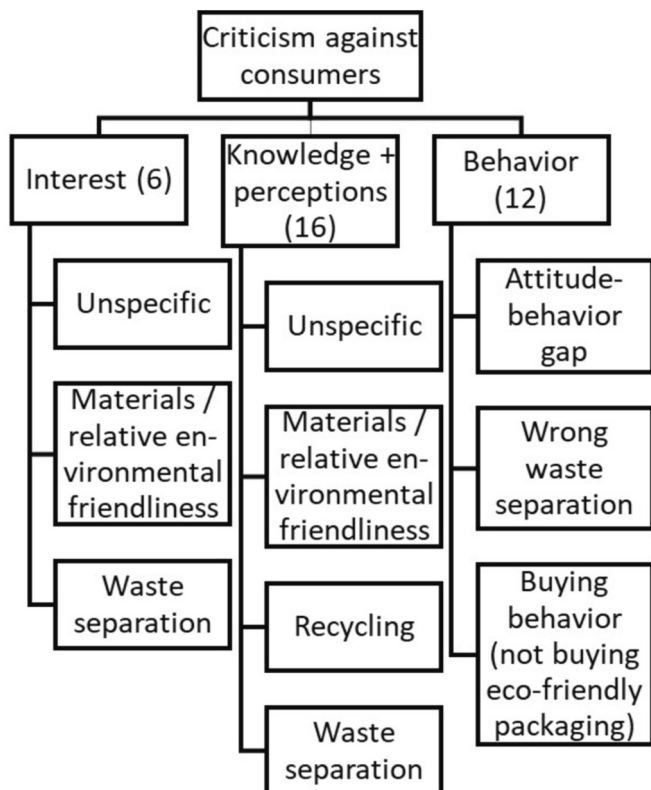 Criticism against
consumers
Interest (6)
Unspecific
Materials /
relative en-
vironmental
friendliness
Waste
separation
Knowledge +
perceptions
(16)
Unspecific
Materials /
relative en-
vironmental
friendliness
Recycling
Waste
separation
Behavior
(12)
Attitude-
behavior
gap
Wrong
waste
separation
Buying
behavior
(not buying
eco-friendly
packaging)